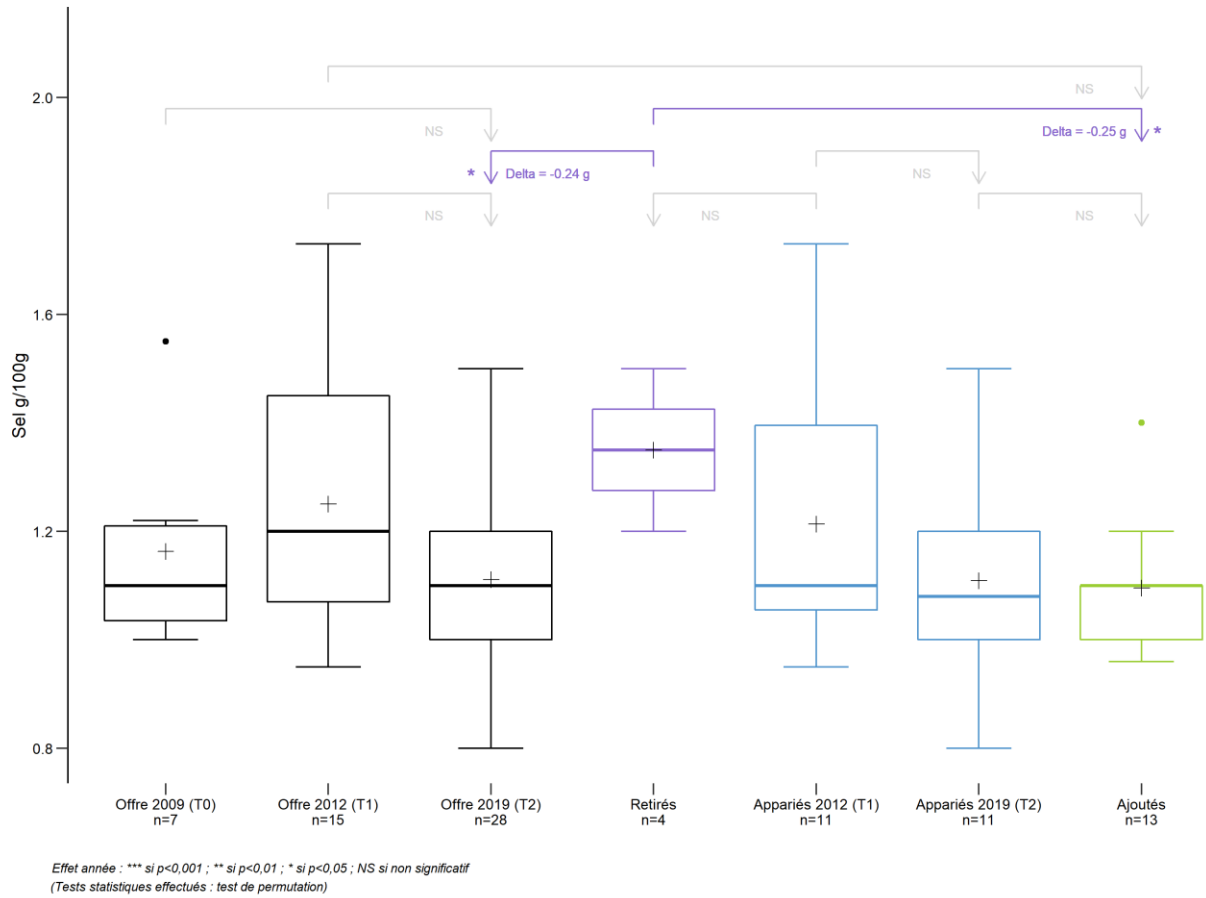 NS
2.0
NS
Delta = -0.25 g *
* Delta = -0.24 g
NS
NS
NS
NS
1.6
Sel g/100g
1.2
0.8
Offre 2009 (T0)
n=7
Offre 2012 (T1)
n=15
Offre 2019 (T2)
n=28
Retirés
n=4
Appariés 2012 (T1)
n=11
Appariés 2019 (T2)
n=11
Ajoutés
n=13
Effet année : *** si p<0,001 ; ** si p<0,01 ; * si p<0,05 ; NS si non significatif
(Tests statistiques effectués : test de permutation)